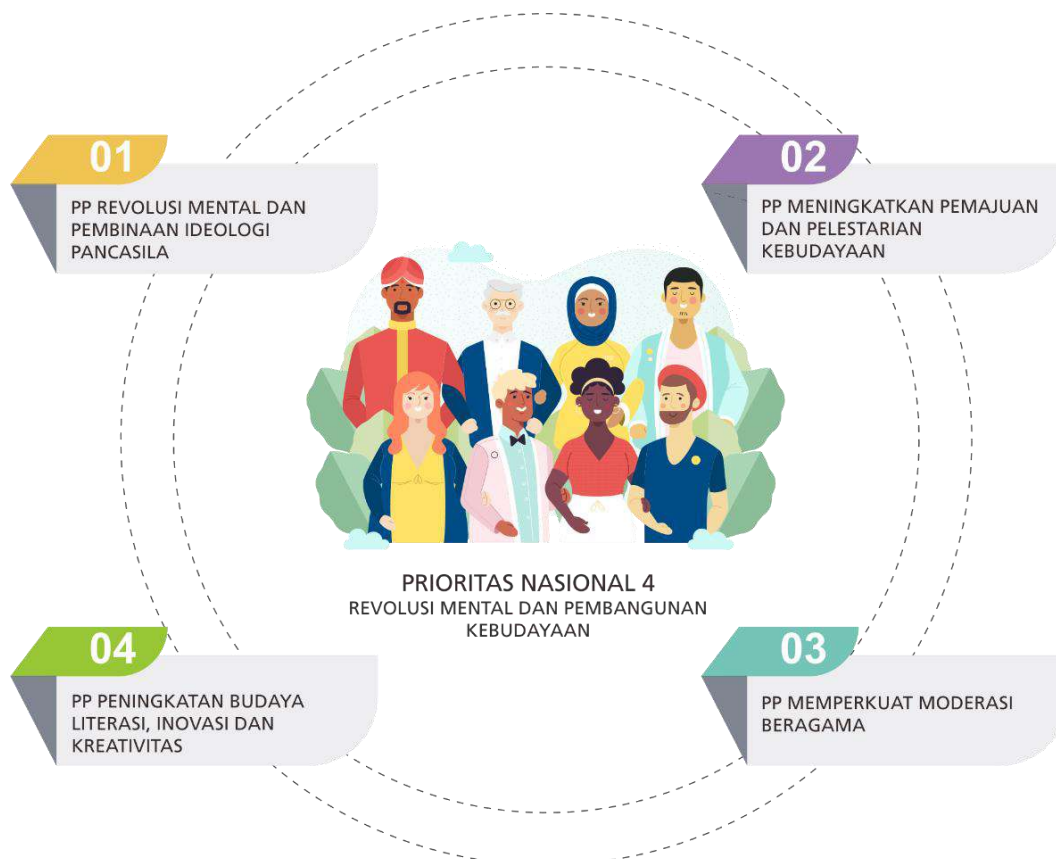 01
PP REVOLUSI MENTAL DAN
PEMBINAAN IDEOLOGI
PANCASILA
02
PP MENINGKATKAN PEMAJUAN
DAN PELESTARIAN
KEBUDAYAAN
PRIORITAS NASIONAL 4
REVOLUSI MENTAL DAN PEMBANGUNAN
KEBUDAYAAN
04
PP PENINGKATAN BUDAYA
LITERASI, INOVASI DAN
KREATIVITAS
03
PP MEMPERKUAT MODERASI
BERAGAMA